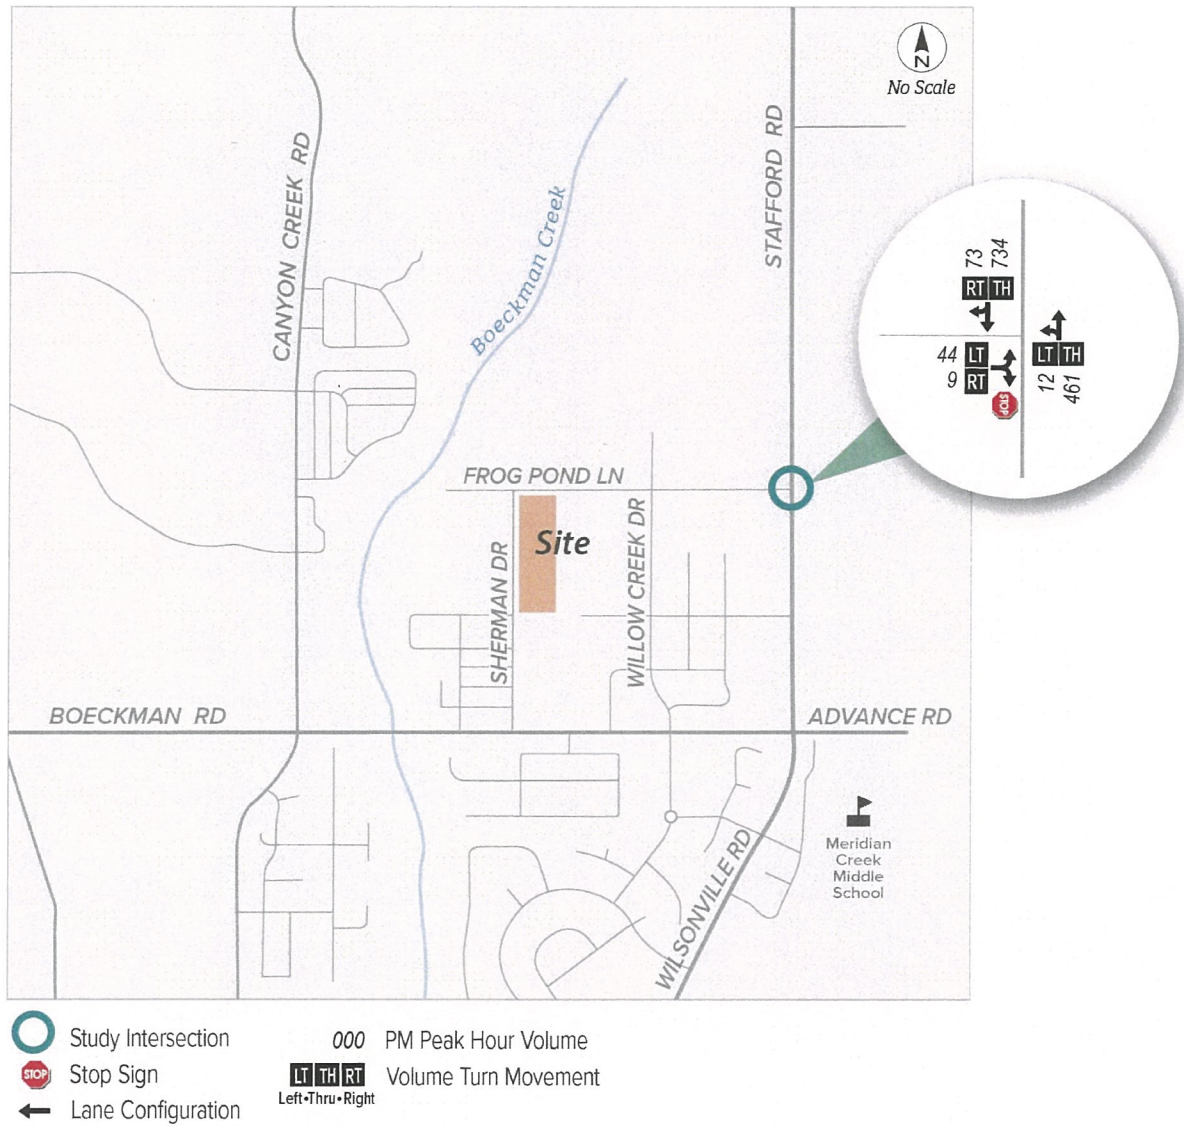 N
No Scale
CANYON CREEK RD
Boeckman Creek
STAFFORD RD
73
734
RT TH
44 LT
9 RT
STOP
LT TH
12
461
FROG POND LN
Site
SHERMAN DR
WILLOW CREEK DR
BOECKMAN RD
ADVANCE RD
WILSONVILLE RD
Meridian
Creek
Middle
School
Study Intersection
STOP Stop Sign
Lane Configuration
000 PM Peak Hour Volume
LT TH RT Volume Turn Movement
Left•Thru•Right